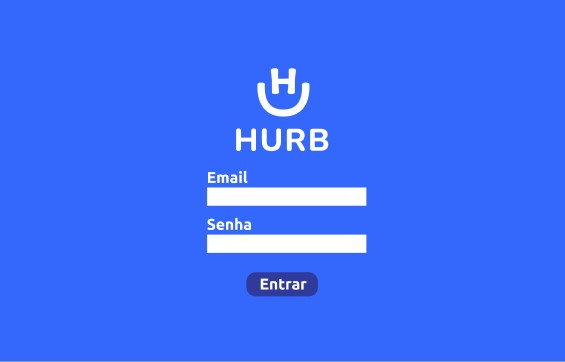 H
HURB
Email
Senha
Entrar